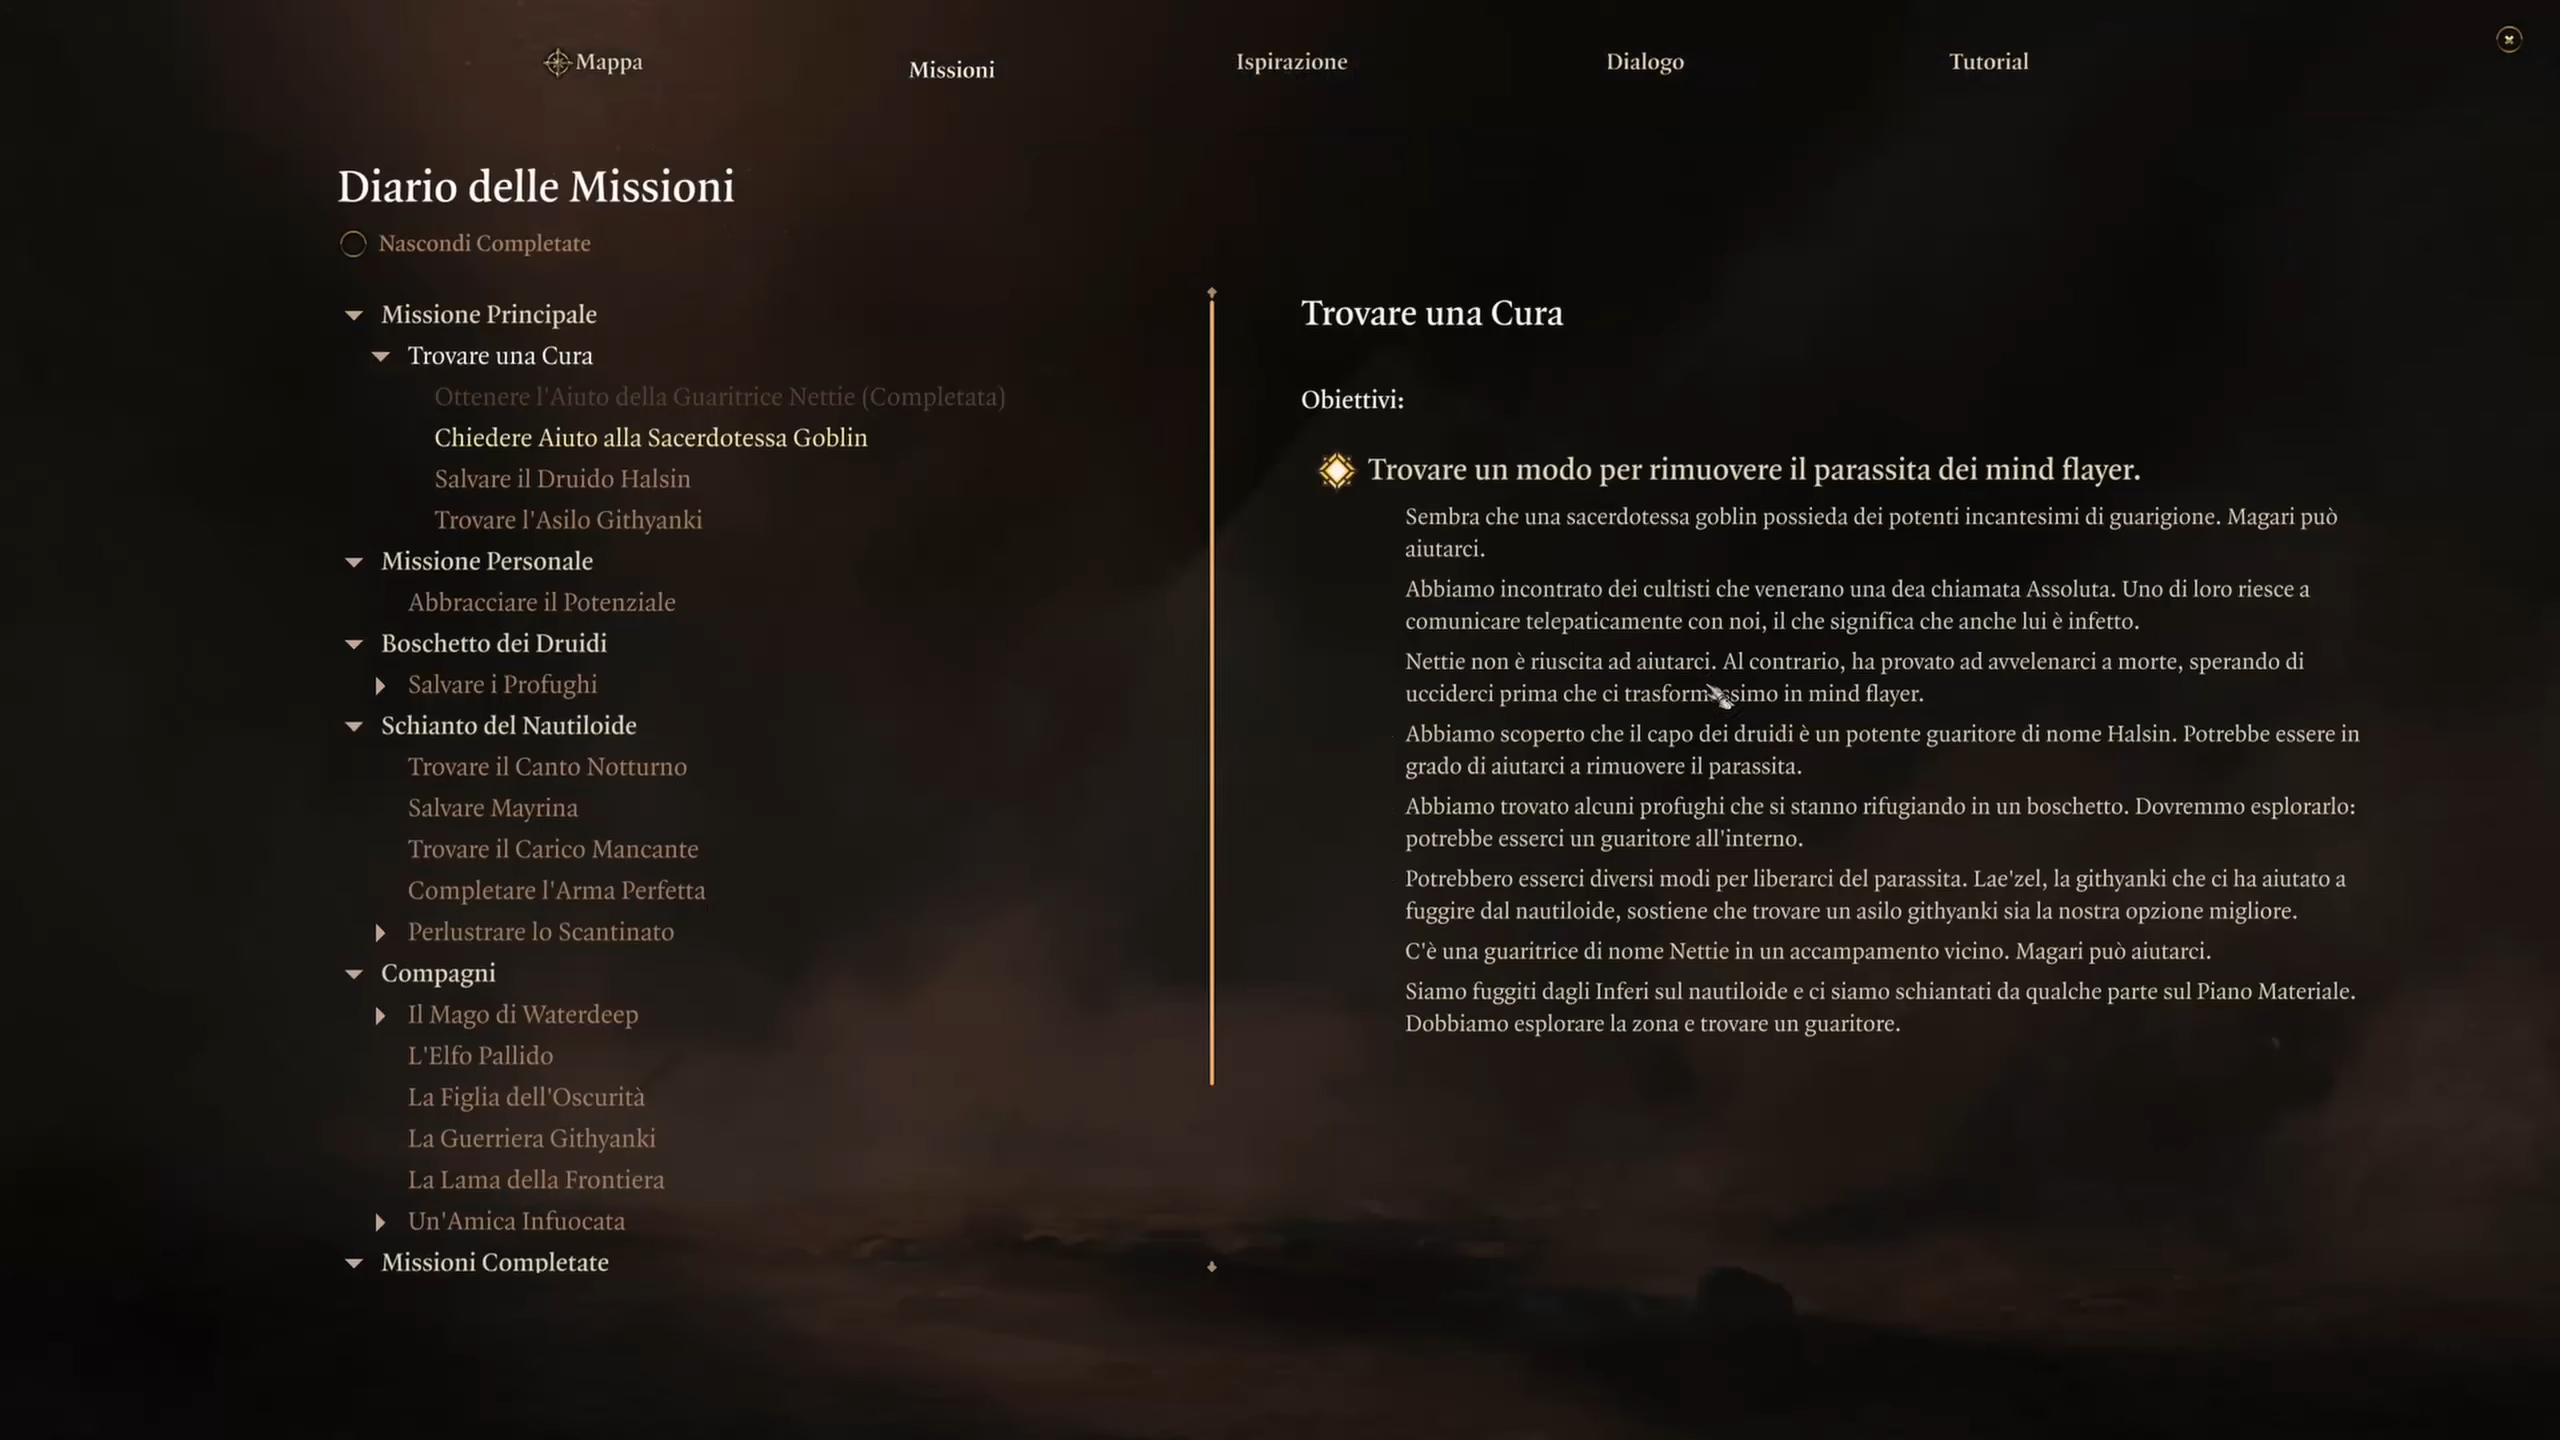 Mappa
Missioni
Ispirazione
Dialogo
Tutorial
Diario delle Missioni
Nascondi Completate
Missione Principale
Trovare una Cura
Ottenere l'Aiuto della Guaritrice Nettie (Completata)
Chiedere Aiuto alla Sacerdotessa Goblin
Salvare il Druido Halsin
Trovare l'Asilo Githyanki
Missione Personale
Abbracciare il Potenziale
Boschetto dei Druidi
Salvare i Profughi
Schianto del Nautiloide
Trovare il Canto Notturno
Salvare Mayrina
Trovare il Carico Mancante
Completare l'Arma Perfetta
Perlustrare lo Scantinato
Compagni
Il Mago di Waterdeep
L'Elfo Pallido
La Figlia dell'Oscurità
La Guerriera Githyanki
La Lama della Frontiera
Un'Amica Infuocata
Missioni Completate
Trovare una Cura
Obiettivi:
Trovare un modo per rimuovere il parassita dei mind flayer.
Sembra che una sacerdotessa goblin possieda dei potenti incantesimi di guarigione. Magari può
aiutarci.
Abbiamo incontrato dei cultisti che venerano una dea chiamata Assoluta. Uno di loro riesce a
comunicare telepaticamente con noi, il che significa che anche lui è infetto.
Nettie non è riuscita ad aiutarci. Al contrario, ha provato ad avvelenarci a morte, sperando di
ucciderci prima che ci trasformassimo in mind flayer.
Abbiamo scoperto che il capo dei druidi è un potente guaritore di nome Halsin. Potrebbe essere in
grado di aiutarci a rimuovere il parassita.
Abbiamo trovato alcuni profughi che si stanno rifugiando in un boschetto. Dovremmo esplorarlo:
potrebbe esserci un guaritore all'interno.
Potrebbero esserci diversi modi per liberarci del parassita. Lae'zel, la githyanki che ci ha aiutato a
fuggire dal nautiloide, sostiene che trovare un asilo githyanki sia la nostra opzione migliore.
C'è una guaritrice di nome Nettie in un accampamento vicino. Magari può aiutarci.
Siamo fuggiti dagli Inferi sul nautiloide e ci siamo schiantati da qualche parte sul Piano Materiale.
Dobbiamo esplorare la zona e trovare un guaritore.